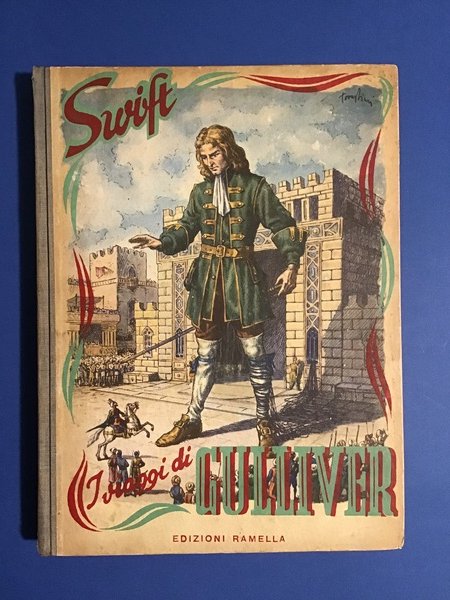 Swift
I viaggi di
GULLIVER
EDIZIONI RAMELLA